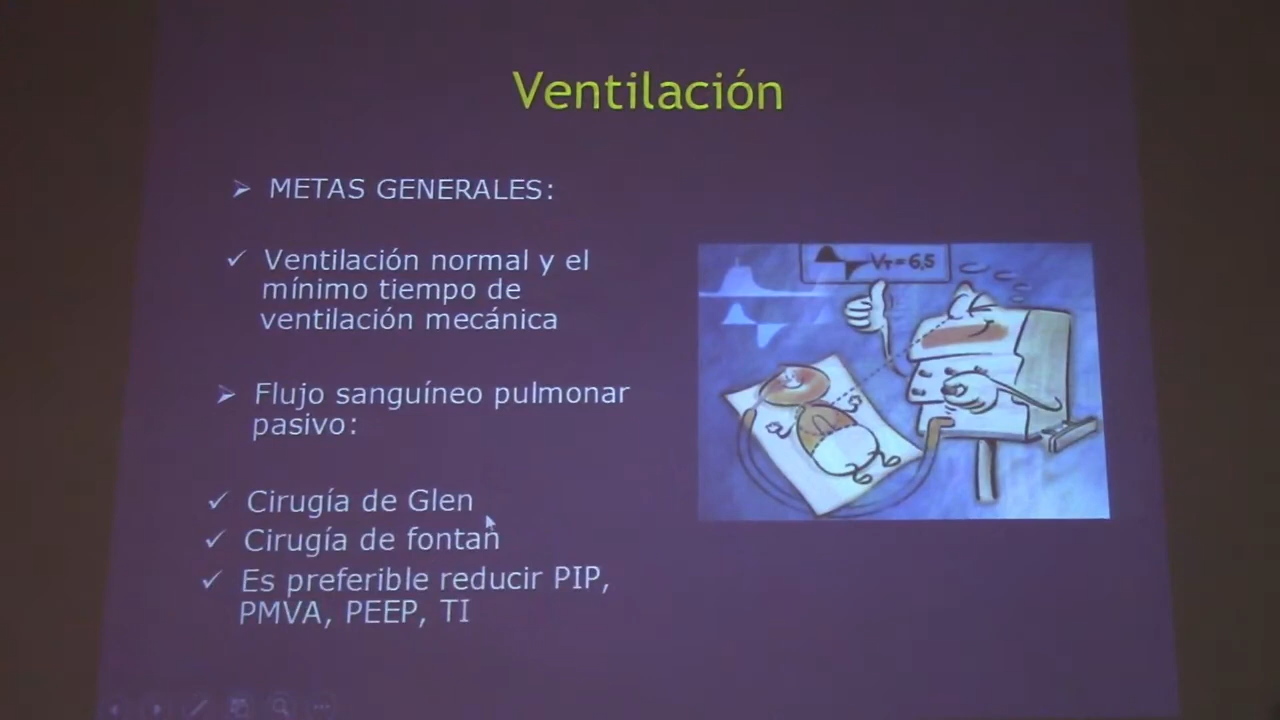 Ventilación
METAS GENERALES:
Ventilación normal y el
mínimo tiempo de
ventilación mecánica
Flujo sanguíneo pulmonar
pasivo:
Cirugía de Glen
Cirugía de fontan
Es preferible reducir PIP,
PMVA, PEEP, TI
VT=6,5